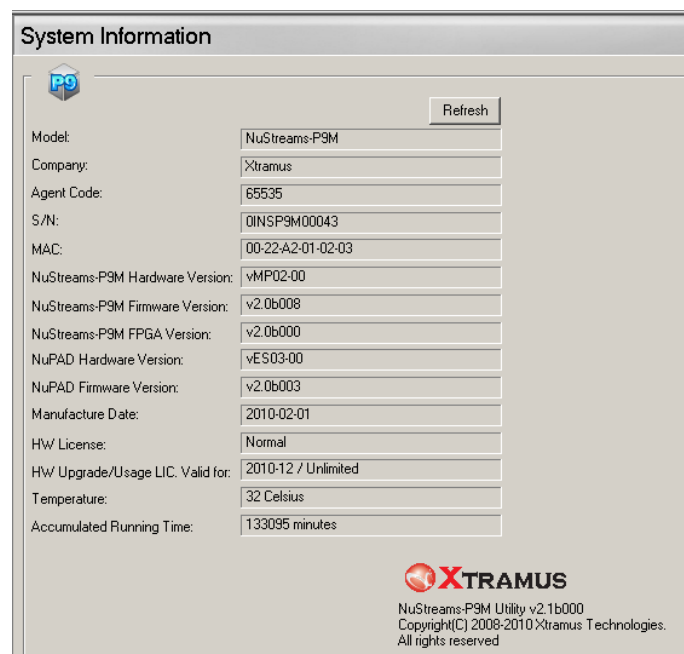 System Information
P9
Refresh
Model: NuStreams-P9M
Company: Xtramus
Agent Code: 65535
S/N: 0INSP9M00043
MAC: 00-22-A2-01-02-03
NuStreams-P9M Hardware Version: vMP02-00
NuStreams-P9M Firmware Version: v2.0b008
NuStreams-P9M FPGA Version: v2.0b000
NuPAD Hardware Version: vES03-00
NuPAD Firmware Version: v2.0b003
Manufacture Date: 2010-02-01
HW License: Normal
HW Upgrade/Usage LIC. Valid for: 2010-12 / Unlimited
Temperature: 32 Celsius
Accumulated Running Time: 133095 minutes
XTRAMUS
NuStreams-P9M Utility v2.1b000
Copyright(C) 2008-2010 Xtramus Technologies.
All rights reserved